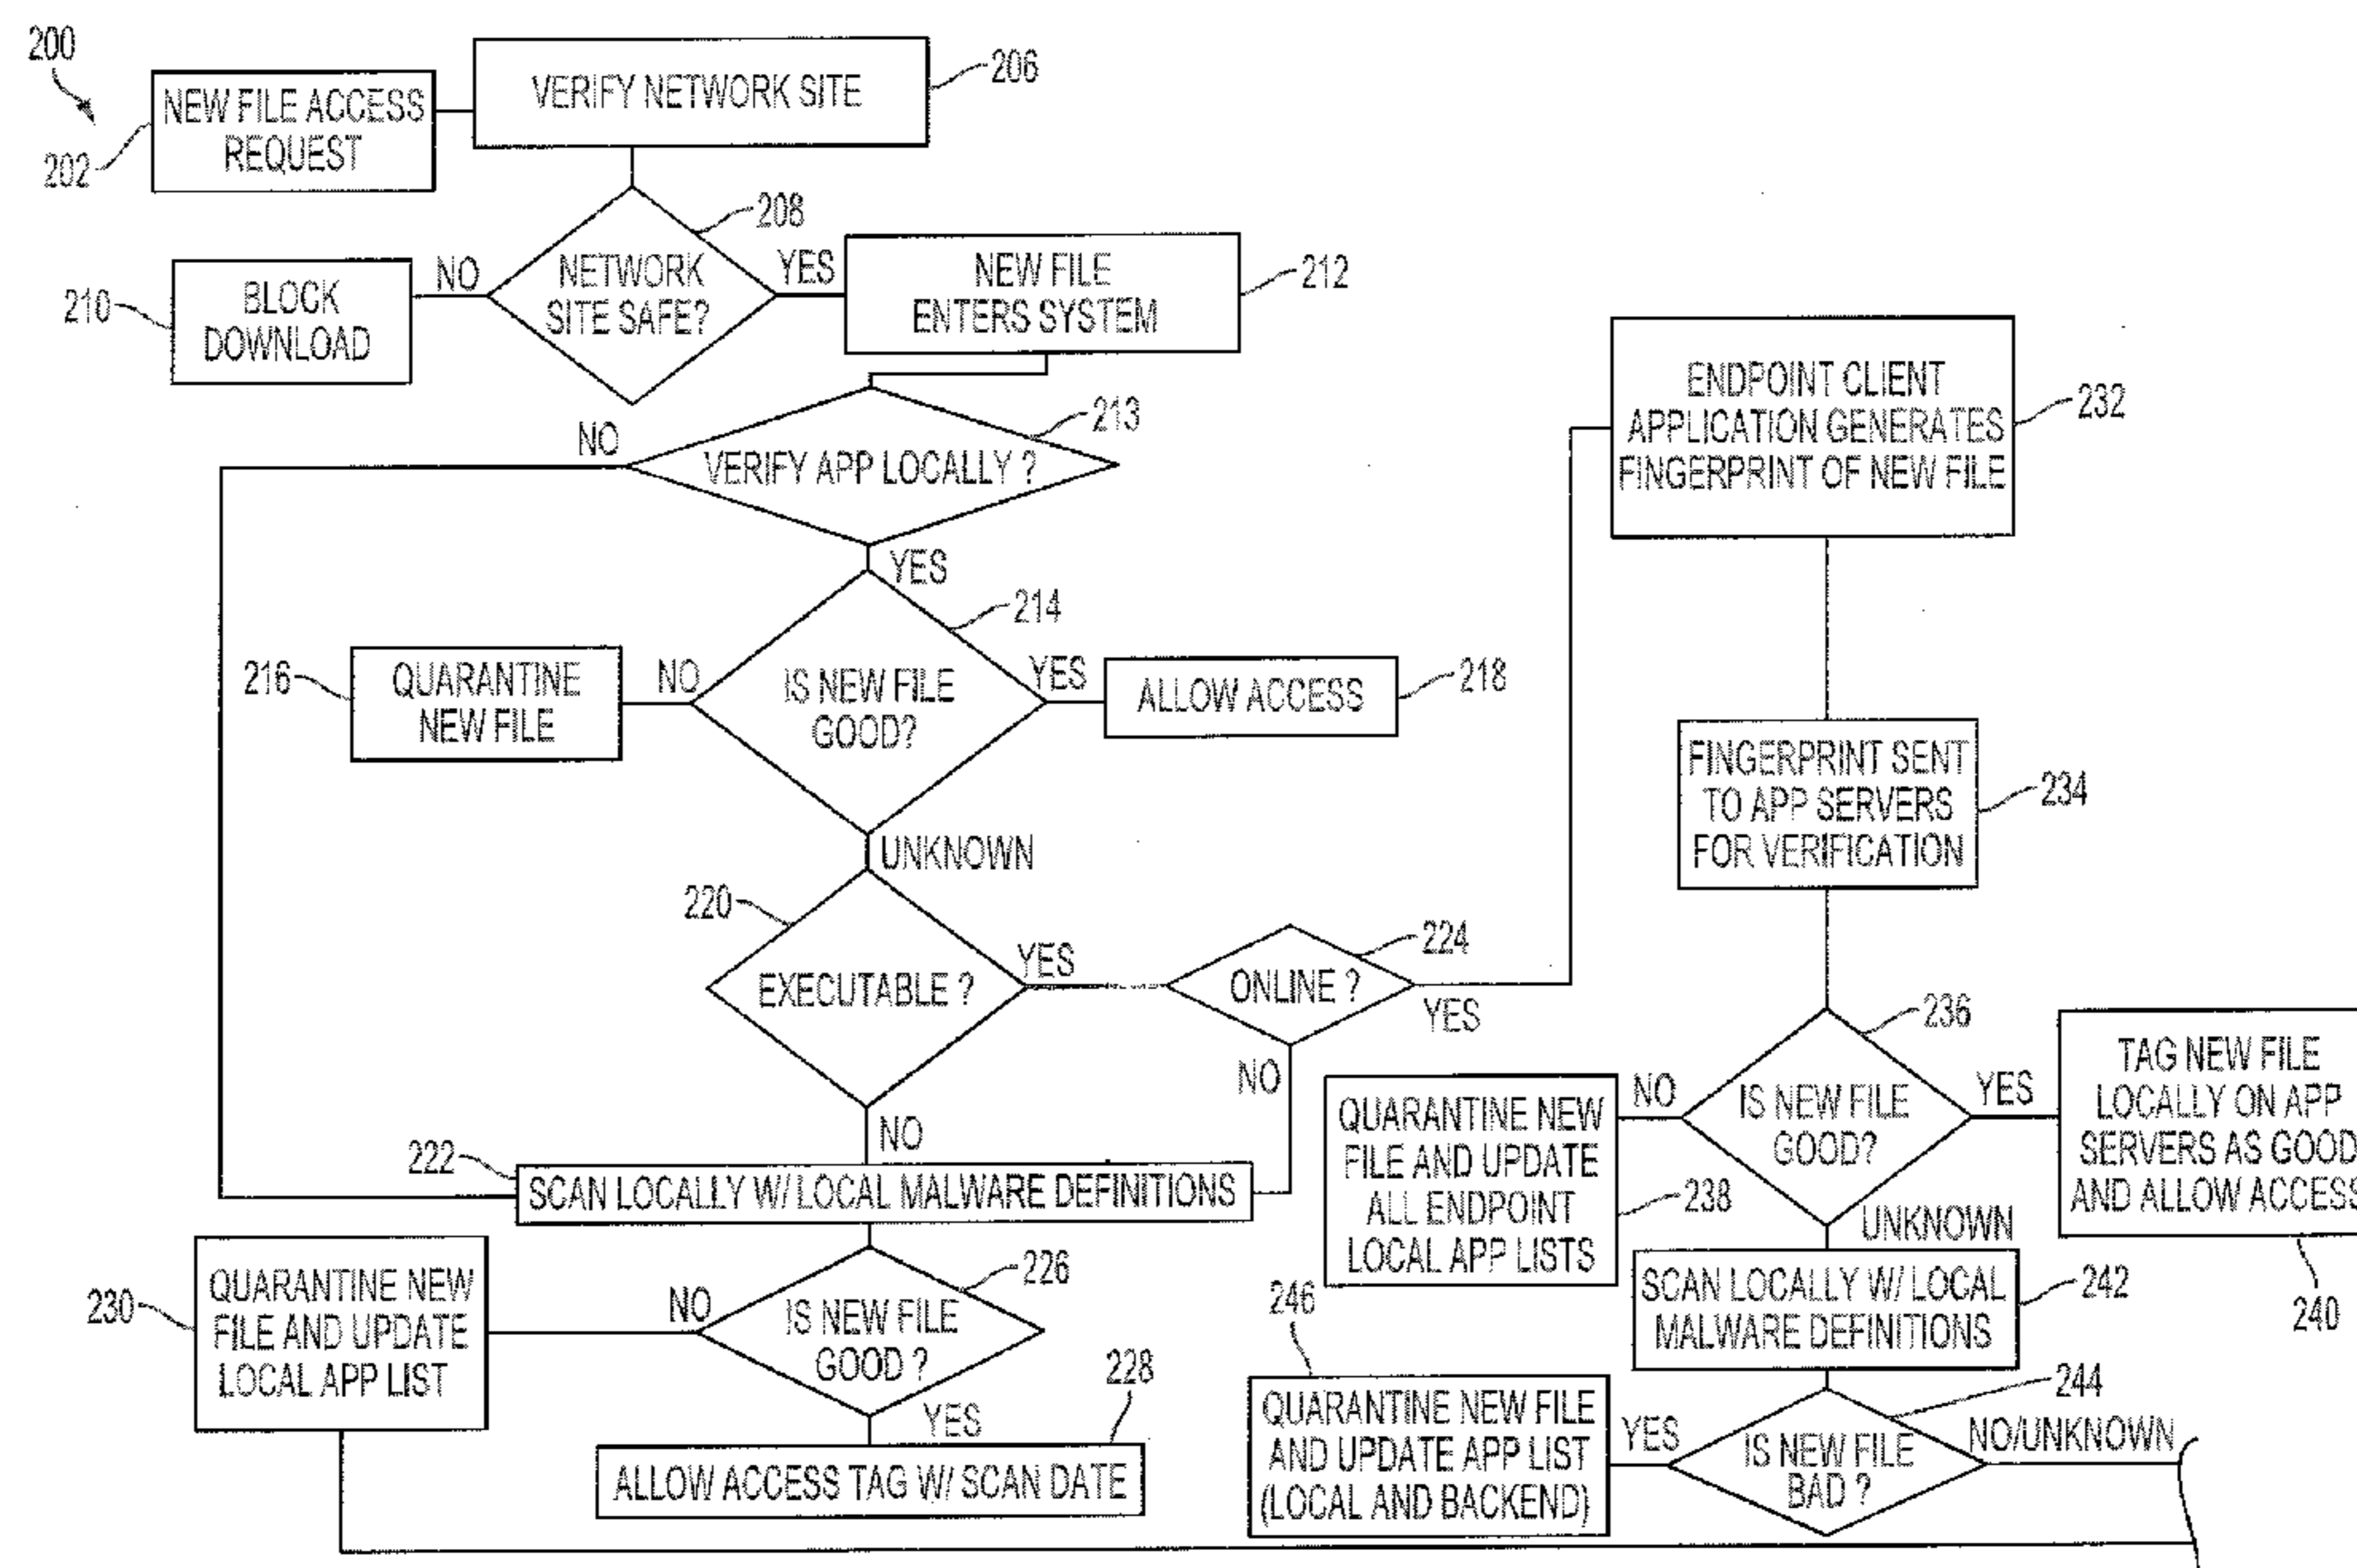 200
NEW FILE ACCESS
REQUEST
202
VERIFY NETWORK SITE
206
208
NETWORK
SITE SAFE?
NO
YES
BLOCK
DOWNLOAD
210
NEW FILE
ENTERS SYSTEM
212
213
VERIFY APP LOCALLY ?
NO
YES
214
IS NEW FILE
GOOD?
NO
YES
UNKNOWN
216
QUARANTINE
NEW FILE
ALLOW ACCESS
218
220
EXECUTABLE ?
YES
NO
224
ONLINE ?
YES
NO
222
SCAN LOCALLY W/ LOCAL MALWARE DEFINITIONS
226
IS NEW FILE
GOOD ?
NO
YES
230
QUARANTINE NEW
FILE AND UPDATE
LOCAL APP LIST
228
ALLOW ACCESS TAG W/ SCAN DATE
ENDPOINT CLIENT
APPLICATION GENERATES
FINGERPRINT OF NEW FILE
232
FINGERPRINT SENT
TO APP SERVERS
FOR VERIFICATION
234
236
IS NEW FILE
GOOD?
NO
YES
UNKNOWN
QUARANTINE NEW
FILE AND UPDATE
ALL ENDPOINT
LOCAL APP LISTS
238
TAG NEW FILE
LOCALLY ON APP
SERVERS AS GOOD
AND ALLOW ACCESS
240
SCAN LOCALLY W/ LOCAL
MALWARE DEFINITIONS
242
244
IS NEW FILE
BAD ?
YES
NO/UNKNOWN
246
QUARANTINE NEW FILE
AND UPDATE APP LIST
(LOCAL AND BACKEND)